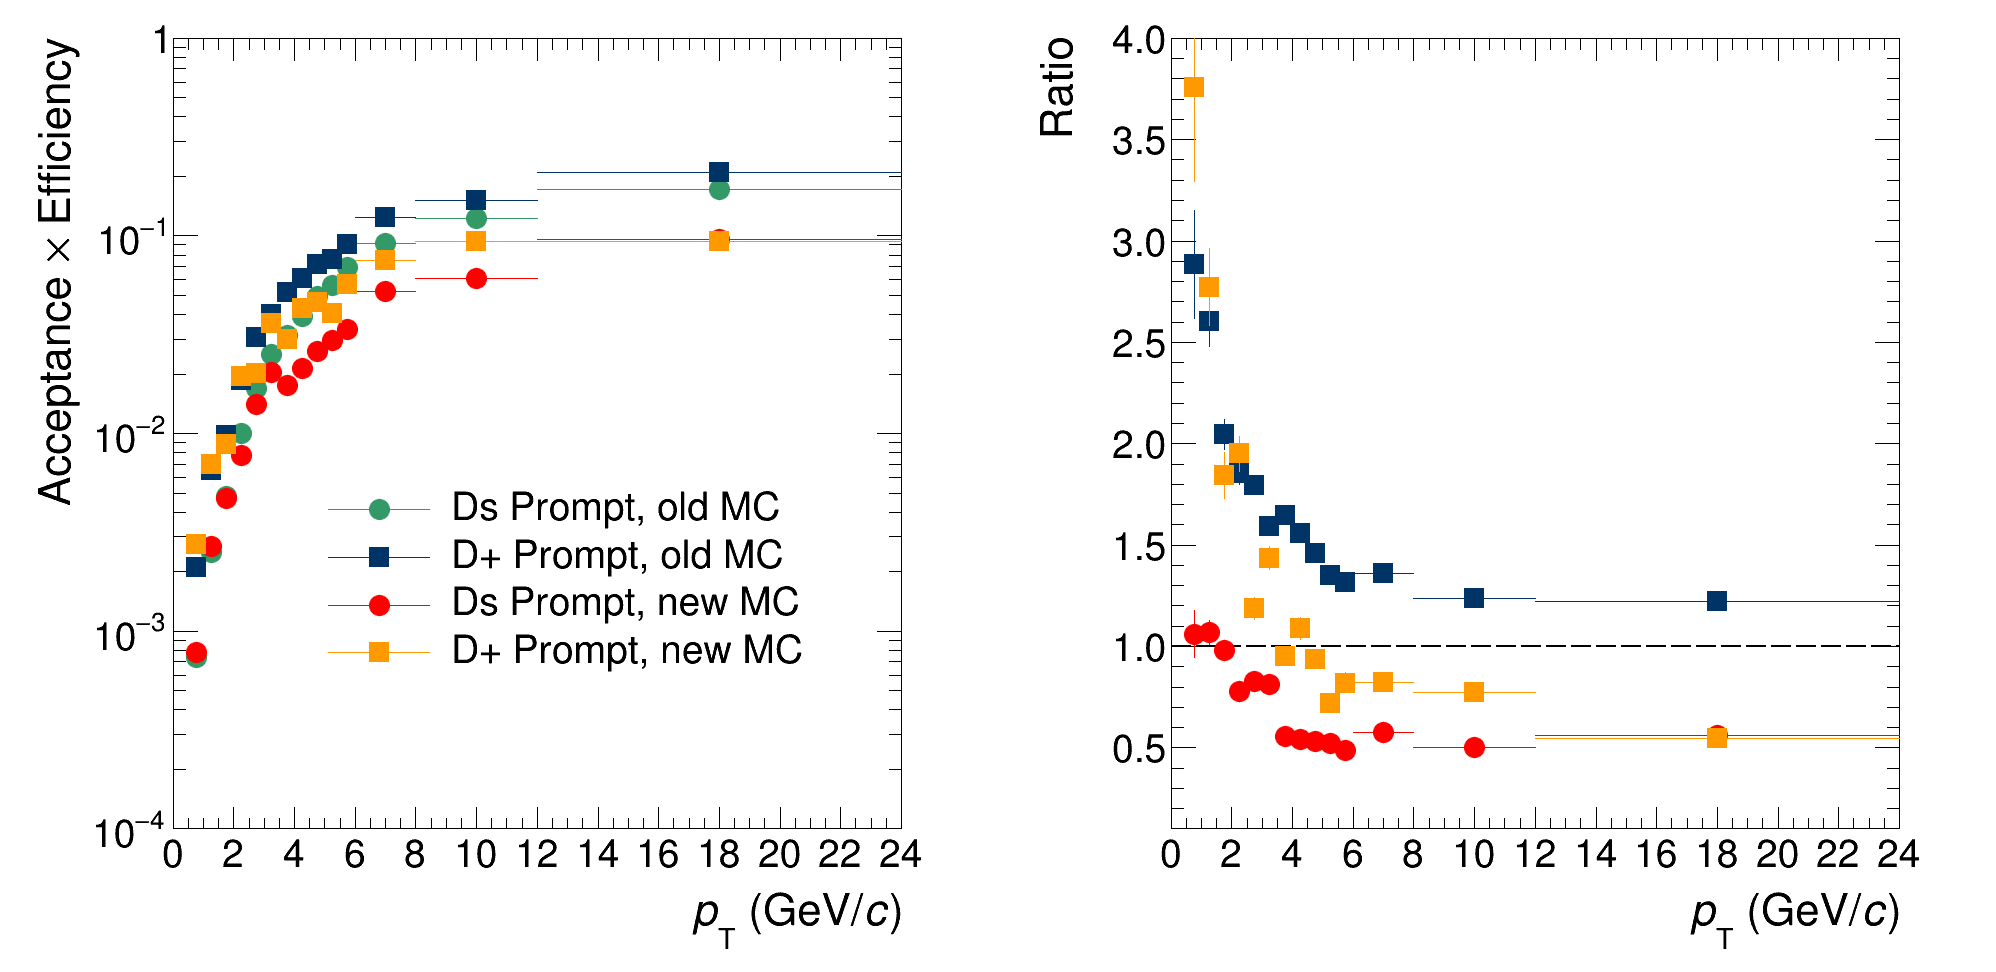 Acceptance × Efficiency
1
10⁻¹
10⁻²
10⁻³
10⁻⁴
Ds Prompt, old MC
D+ Prompt, old MC
Ds Prompt, new MC
D+ Prompt, new MC
0 2 4 6 8 10 12 14 16 18 20 22 24
p_T (GeV/c)
Ratio
4.0
3.5
3.0
2.5
2.0
1.5
1.0
0.5
0 2 4 6 8 10 12 14 16 18 20 22 24
p_T (GeV/c)